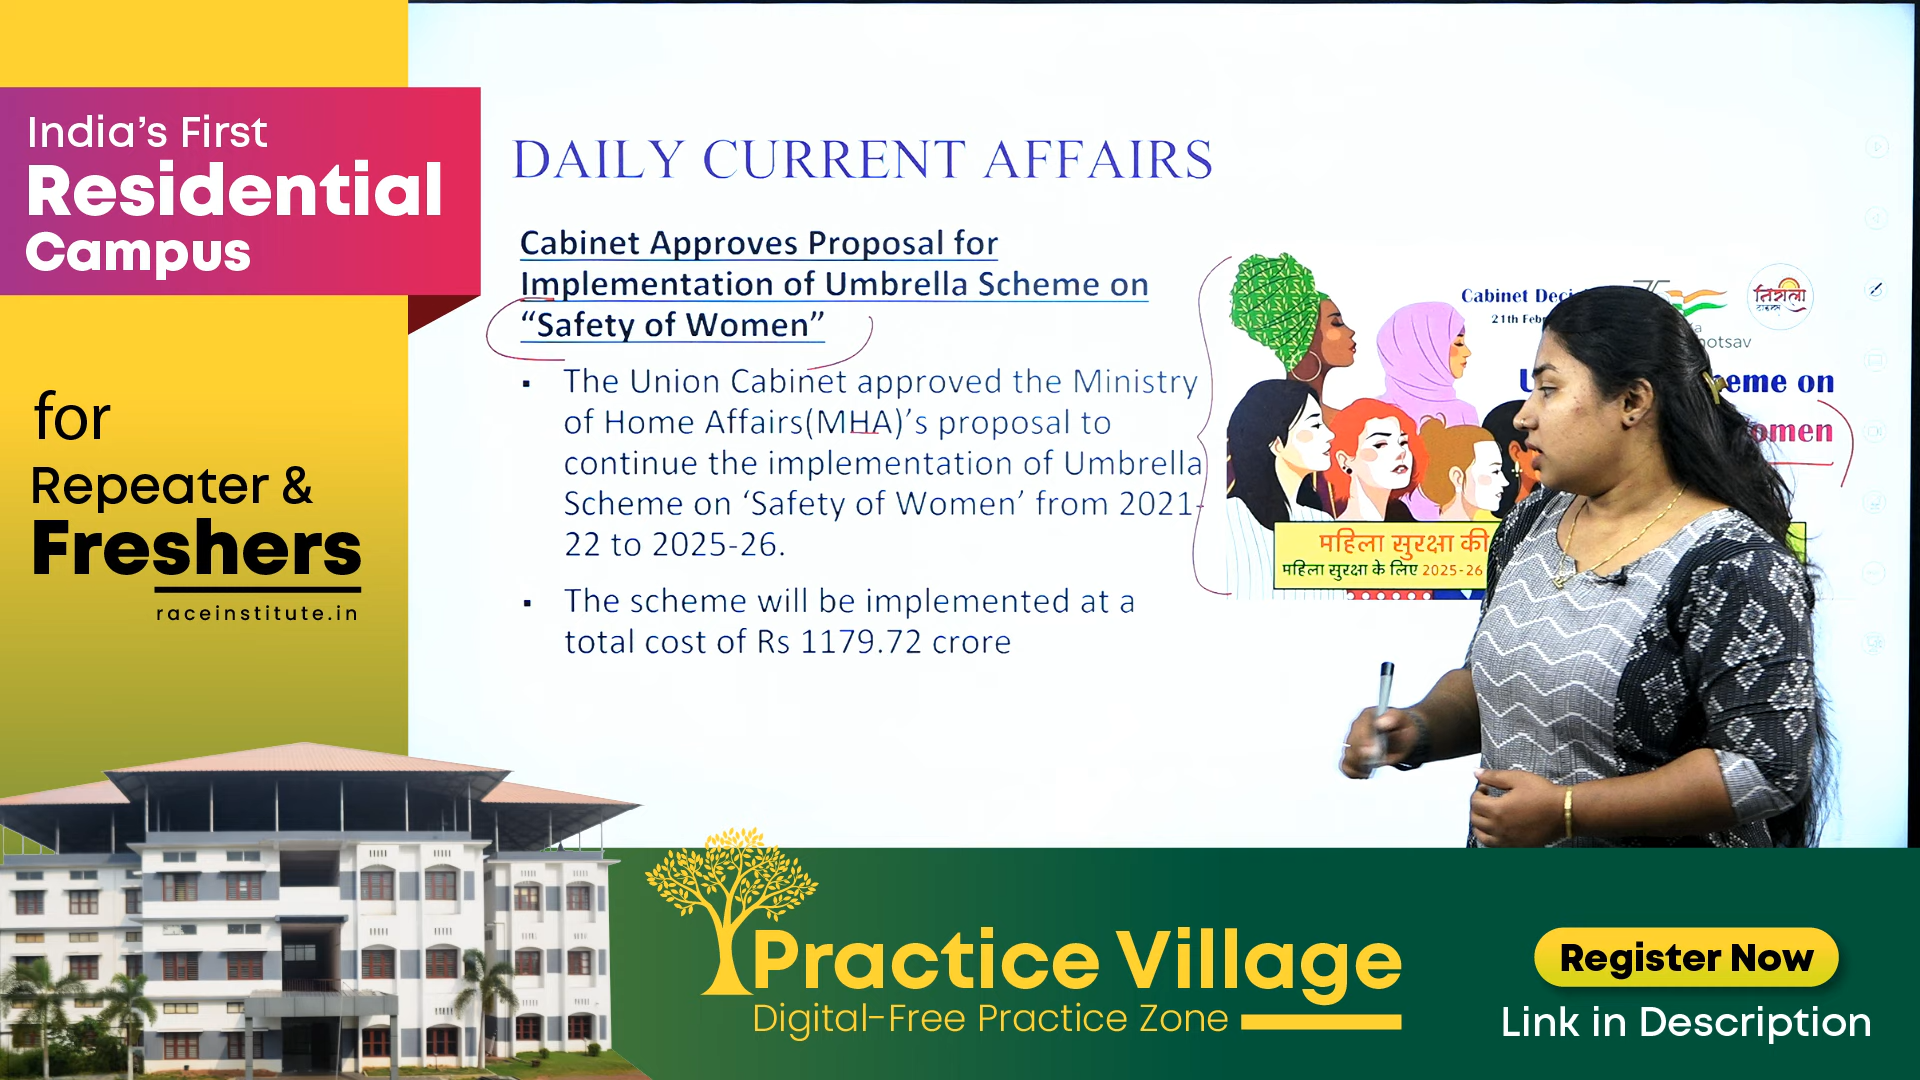 India's First
Residential
Campus
for
Repeater &
Freshers
raceinstitute.in
DAILY CURRENT AFFAIRS
Cabinet Approves Proposal for
Implementation of Umbrella Scheme on
“Safety of Women”
▪ The Union Cabinet approved the Ministry
of Home Affairs(MHA)’s proposal to
continue the implementation of Umbrella
Scheme on ‘Safety of Women’ from 2021-
22 to 2025-26.
▪ The scheme will be implemented at a
total cost of Rs 1179.72 crore
Cabinet
21th
on
महिला सुरक्षा की
महिला सुरक्षा के लिए 2025-26
Practice Village
Digital-Free Practice Zone
Register Now
Link in Description